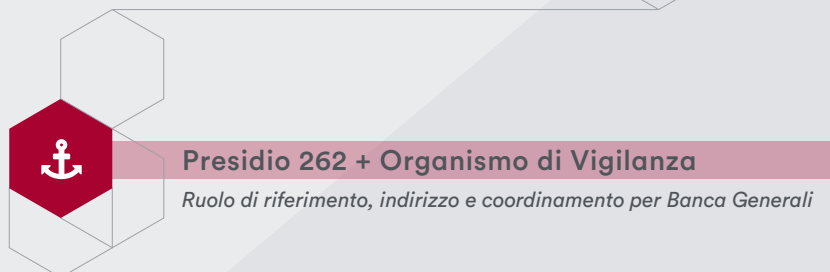 Presidio 262 + Organismo di Vigilanza
Ruolo di riferimento, indirizzo e coordinamento per Banca Generali